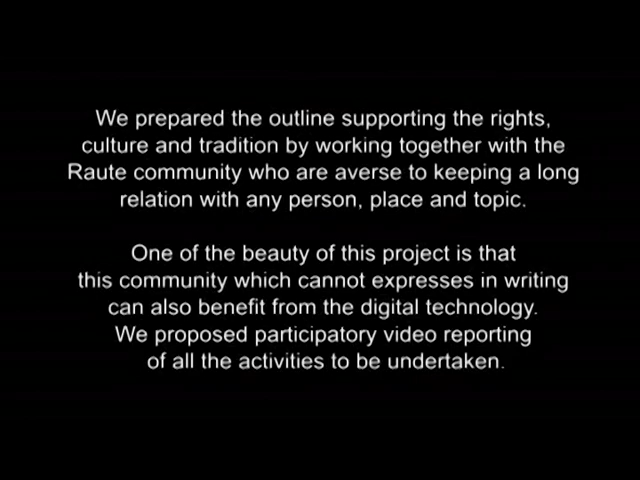 We prepared the outline supporting the rights,
culture and tradition by working together with the
Raute community who are averse to keeping a long
relation with any person, place and topic.
One of the beauty of this project is that
this community which cannot expresses in writing
can also benefit from the digital technology.
We proposed participatory video reporting
of all the activities to be undertaken.